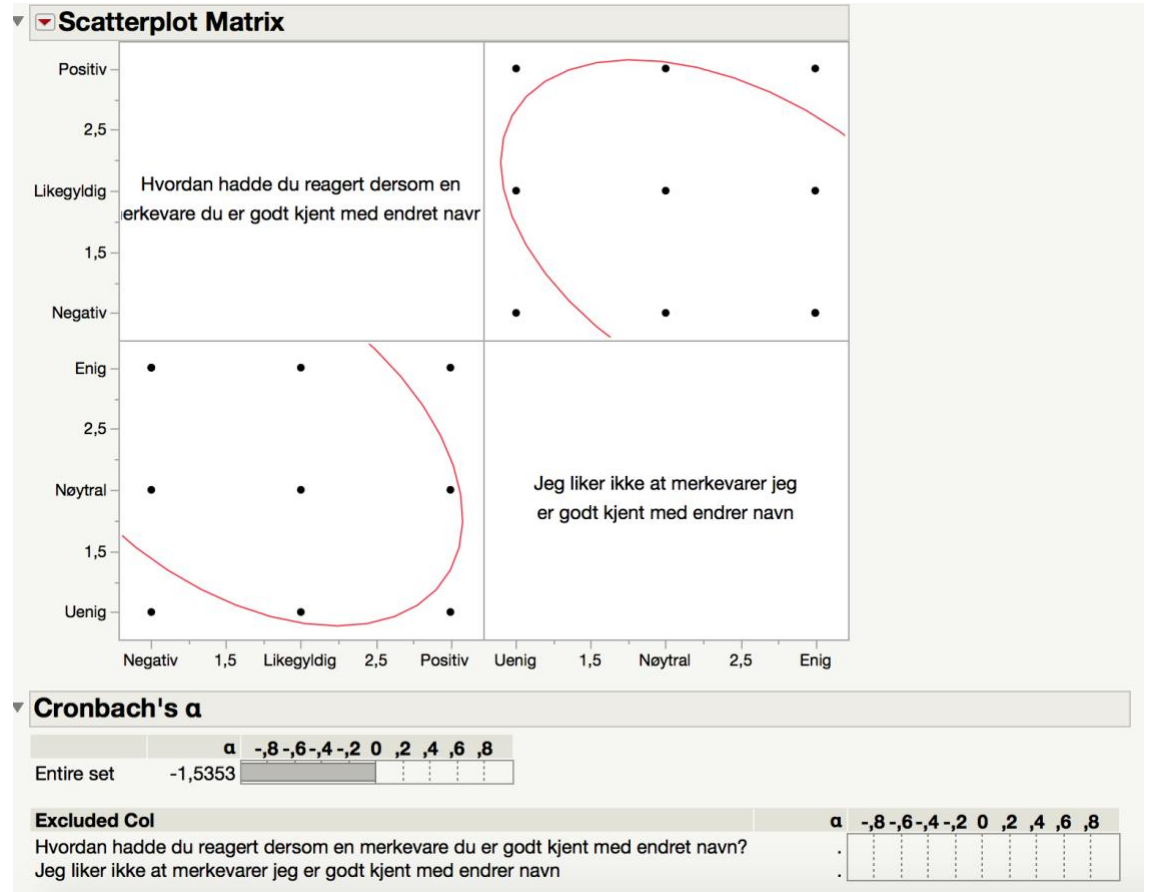 Scatterplot Matrix
Positiv
2,5
Likegyldig
1,5
Negativ
Hvordan hadde du reagert dersom en
erkevare du er godt kjent med endret navr
Enig
2,5
Nøytral
1,5
Uenig
Jeg liker ikke at merkevarer jeg
er godt kjent med endrer navn
Negativ 1,5 Likegyldig 2,5 Positiv Uenig 1,5 Nøytral 2,5 Enig
Cronbach's α
α -,8 -,6 -,4 -,2 0 ,2 ,4 ,6 ,8
Entire set -1,5353
Excluded Col α -,8 -,6 -,4 -,2 0 ,2 ,4 ,6 ,8
Hvordan hadde du reagert dersom en merkevare du er godt kjent med endret navn? .
Jeg liker ikke at merkevarer jeg er godt kjent med endrer navn .